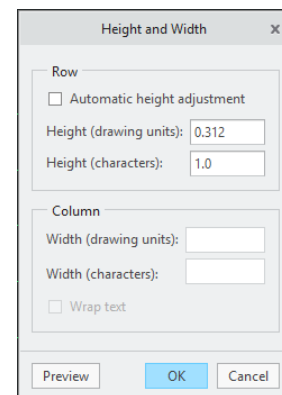 Height and Width x
Row
Automatic height adjustment
Height (drawing units): 0.312
Height (characters): 1.0
Column
Width (drawing units):
Width (characters):
Wrap text
Preview OK Cancel